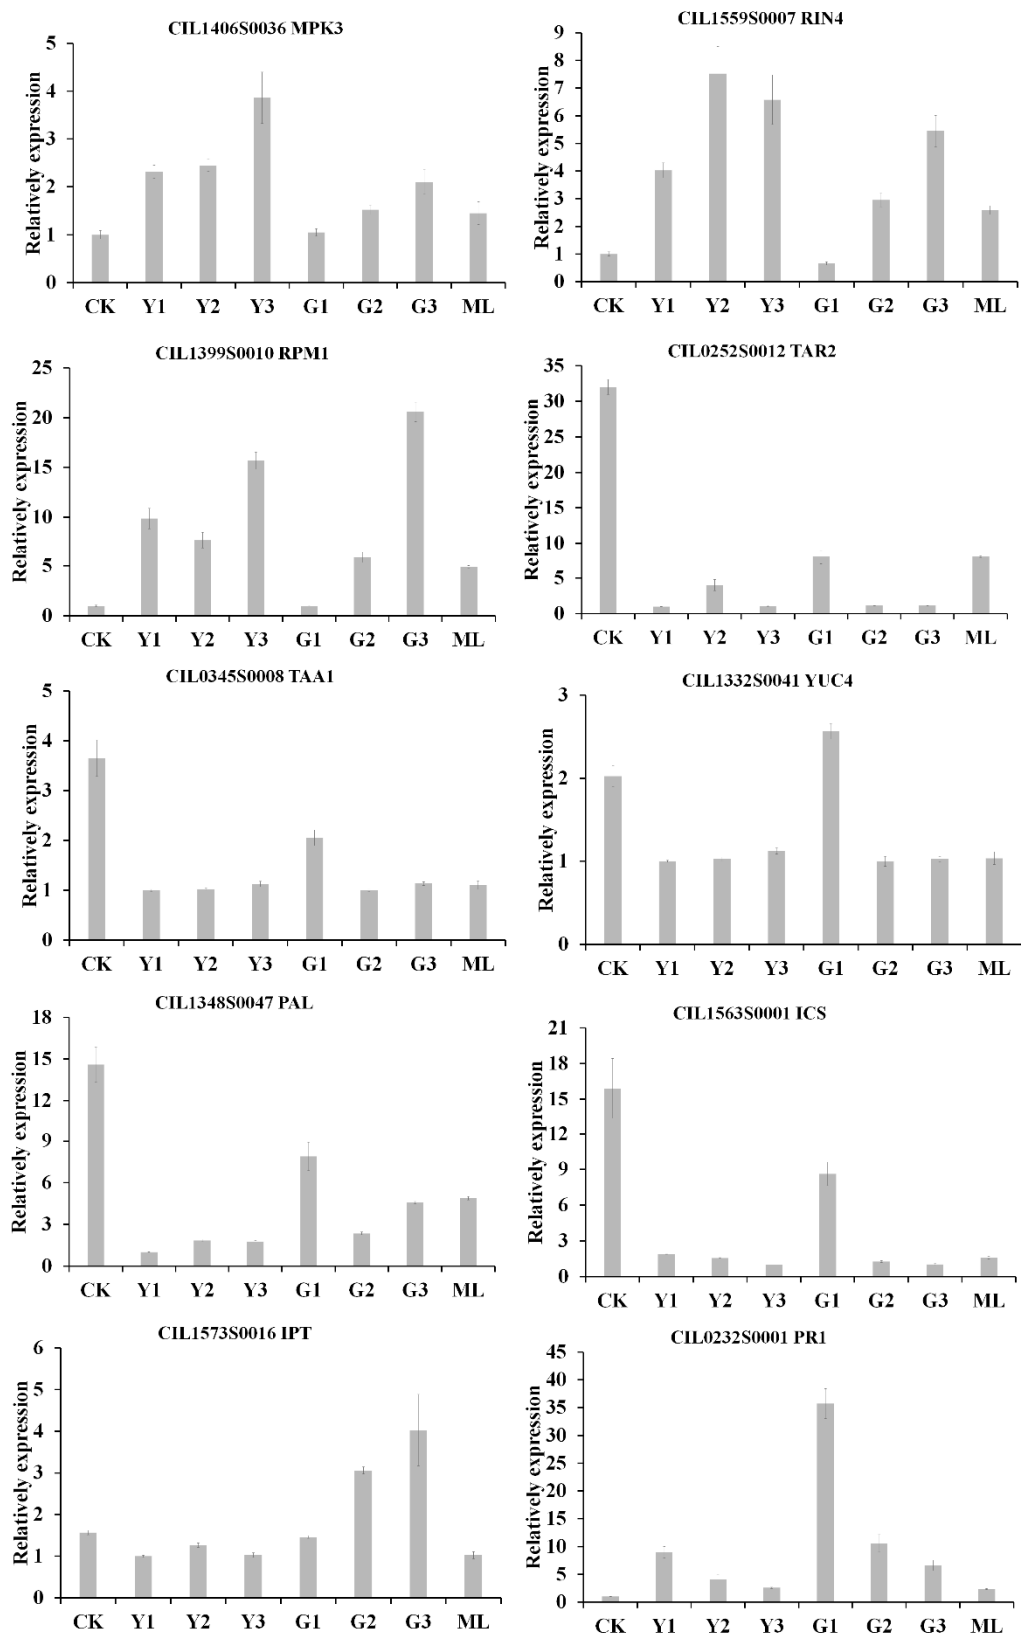 CIL1406S0036 MPK3
Relatively expression
5
4
3
2
1
0
CK Y1 Y2 Y3 G1 G2 G3 ML
CIL1559S0007 RIN4
Relatively expression
9
8
7
6
5
4
3
2
1
0
CK Y1 Y2 Y3 G1 G2 G3 ML
CIL1399S0010 RPM1
Relatively expression
25
20
15
10
5
0
CK Y1 Y2 Y3 G1 G2 G3 ML
CIL0252S0012 TAR2
Relatively expression
35
30
25
20
15
10
5
0
CK Y1 Y2 Y3 G1 G2 G3 ML
CIL0345S0008 TAA1
Relatively expression
5
4
3
2
1
0
CK Y1 Y2 Y3 G1 G2 G3 ML
CIL1332S0041 YUC4
Relatively expression
3
2
1
0
CK Y1 Y2 Y3 G1 G2 G3 ML
CIL1348S0047 PAL
Relatively expression
18
15
12
9
6
3
0
CK Y1 Y2 Y3 G1 G2 G3 ML
CIL1563S0001 ICS
Relatively expression
21
18
15
12
9
6
3
0
CK Y1 Y2 Y3 G1 G2 G3 ML
CIL1573S0016 IPT
Relatively expression
6
5
4
3
2
1
0
CK Y1 Y2 Y3 G1 G2 G3 ML
CIL0232S0001 PR1
Relatively expression
45
40
35
30
25
20
15
10
5
0
CK Y1 Y2 Y3 G1 G2 G3 ML